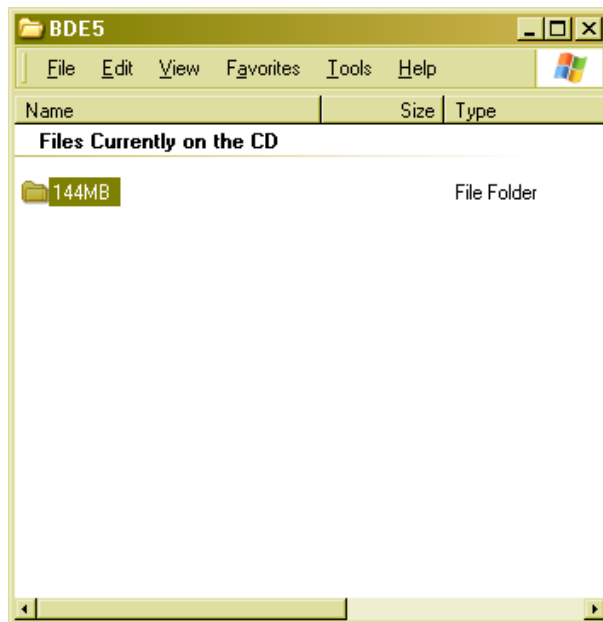 BDE5
File Edit View Favorites Tools Help
Name Size Type
Files Currently on the CD
144MB File Folder